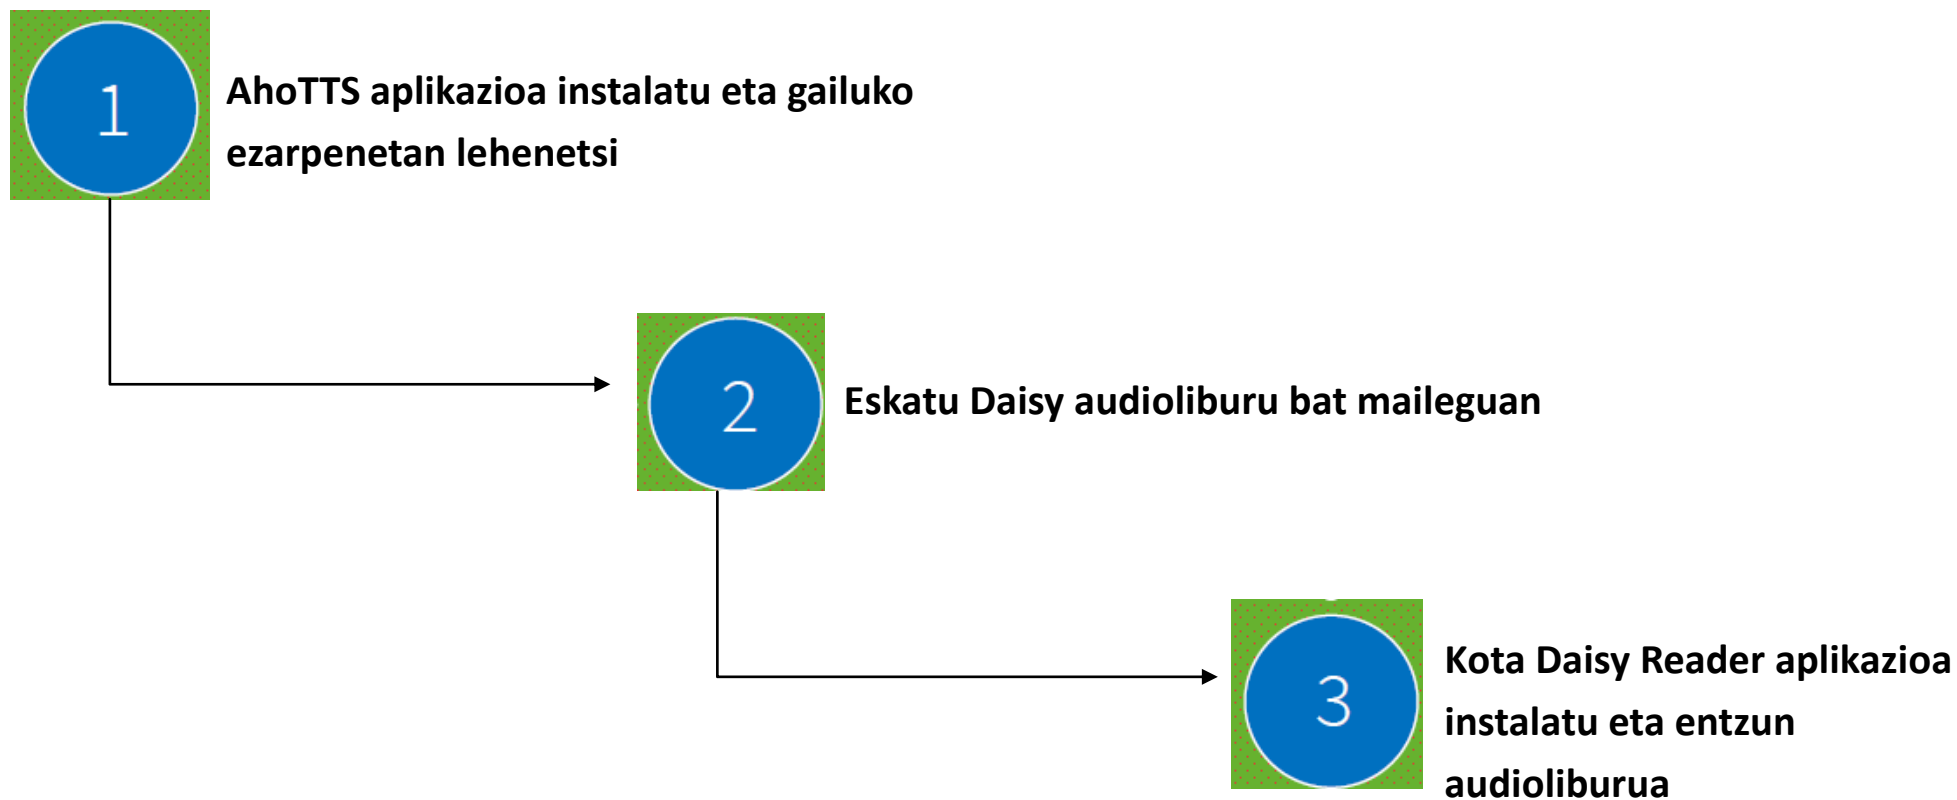 1
AhoTTS aplikazioa instalatu eta gailuko
ezarpenetan lehenetsi
2
Eskatu Daisy audioliburu bat maileguan
3
Kota Daisy Reader aplikazioa
instalatu eta entzun
audioliburua